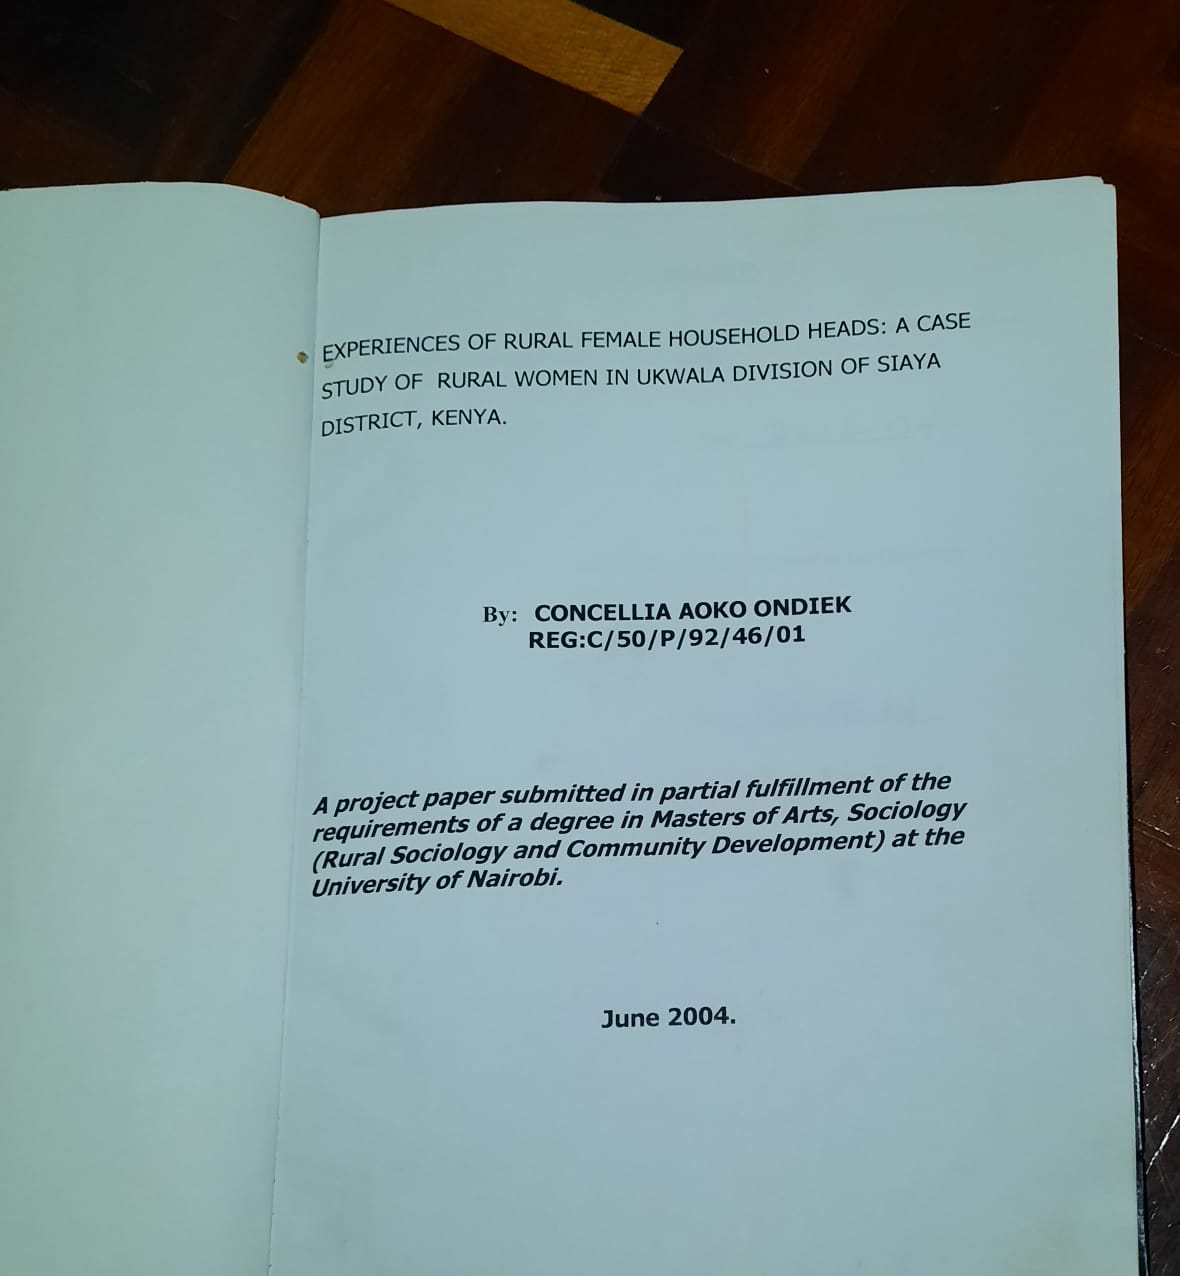 EXPERIENCES OF RURAL FEMALE HOUSEHOLD HEADS: A CASE
STUDY OF RURAL WOMEN IN UKWALA DIVISION OF SIAYA
DISTRICT, KENYA.
By: CONCELLIA AOKO ONDIEK
REG:C/50/P/92/46/01
A project paper submitted in partial fulfillment of the
requirements of a degree in Masters of Arts, Sociology
(Rural Sociology and Community Development) at the
University of Nairobi.
June 2004.